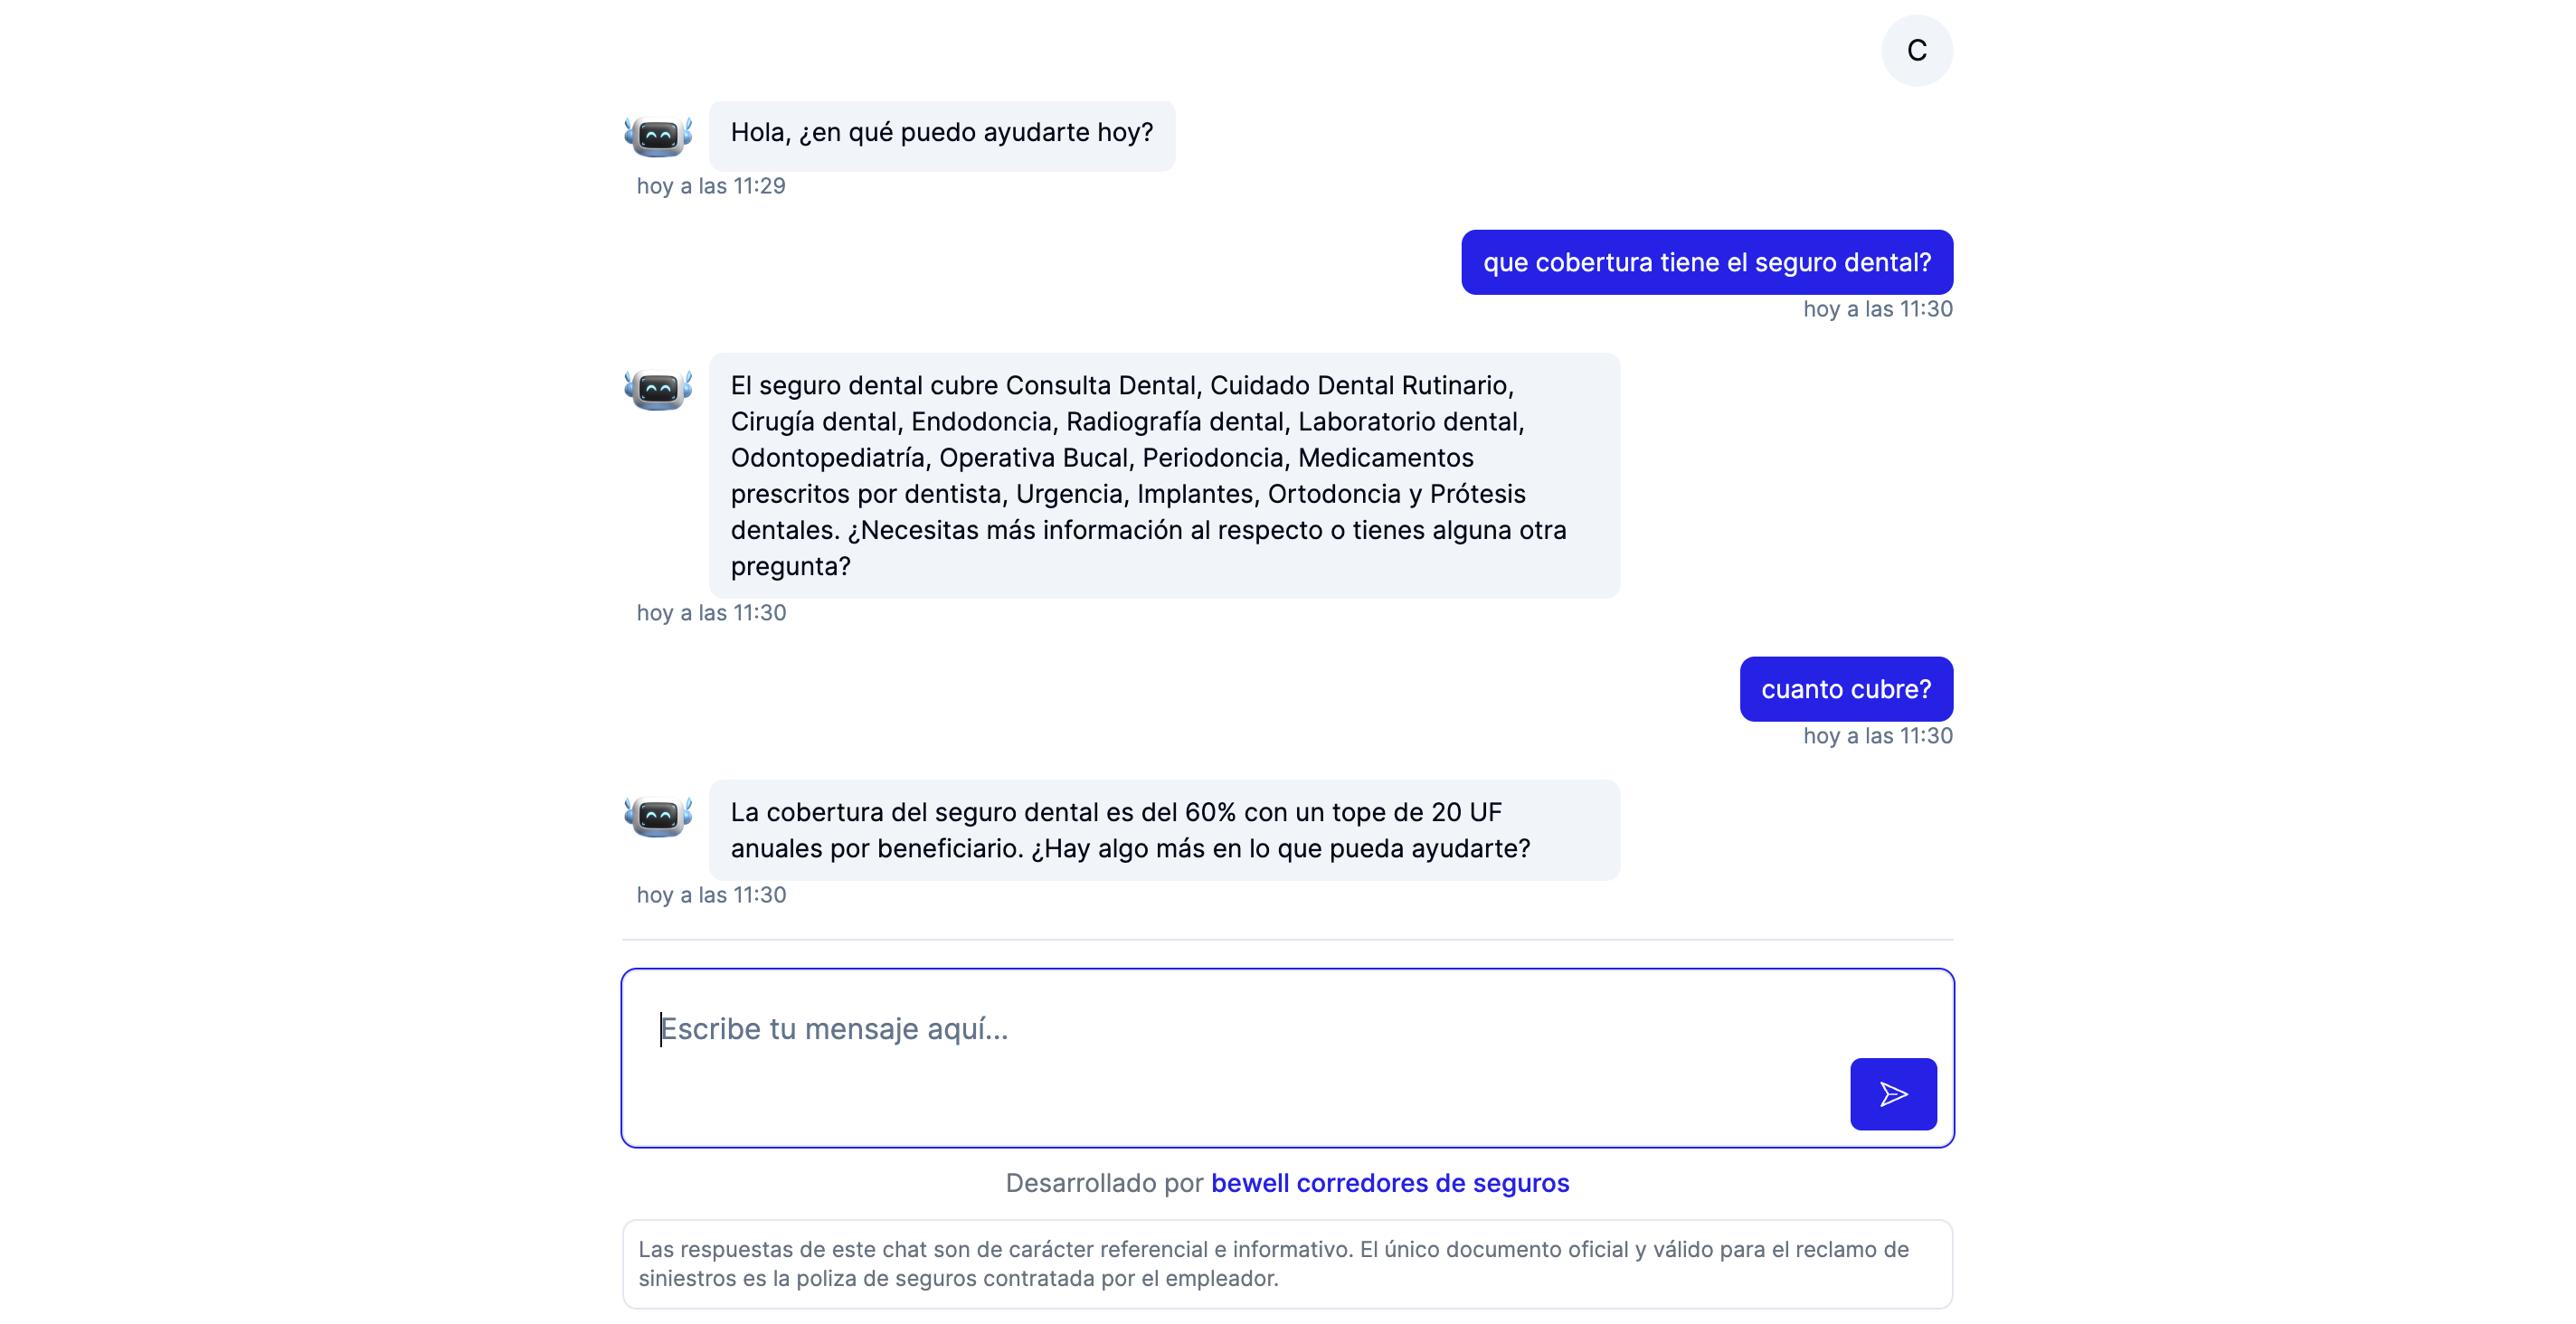 C
Hola, ¿en qué puedo ayudarte hoy?
hoy a las 11:29
que cobertura tiene el seguro dental?
hoy a las 11:30
El seguro dental cubre Consulta Dental, Cuidado Dental Rutinario,
Cirugía dental, Endodoncia, Radiografía dental, Laboratorio dental,
Odontopediatría, Operativa Bucal, Periodoncia, Medicamentos
prescritos por dentista, Urgencia, Implantes, Ortodoncia y Prótesis
dentales. ¿Necesitas más información al respecto o tienes alguna otra
pregunta?
hoy a las 11:30
cuanto cubre?
hoy a las 11:30
La cobertura del seguro dental es del 60% con un tope de 20 UF
anuales por beneficiario. ¿Hay algo más en lo que pueda ayudarte?
hoy a las 11:30
Escribe tu mensaje aquí...
Desarrollado por bewell corredores de seguros
Las respuestas de este chat son de carácter referencial e informativo. El único documento oficial y válido para el reclamo de
siniestros es la poliza de seguros contratada por el empleador.